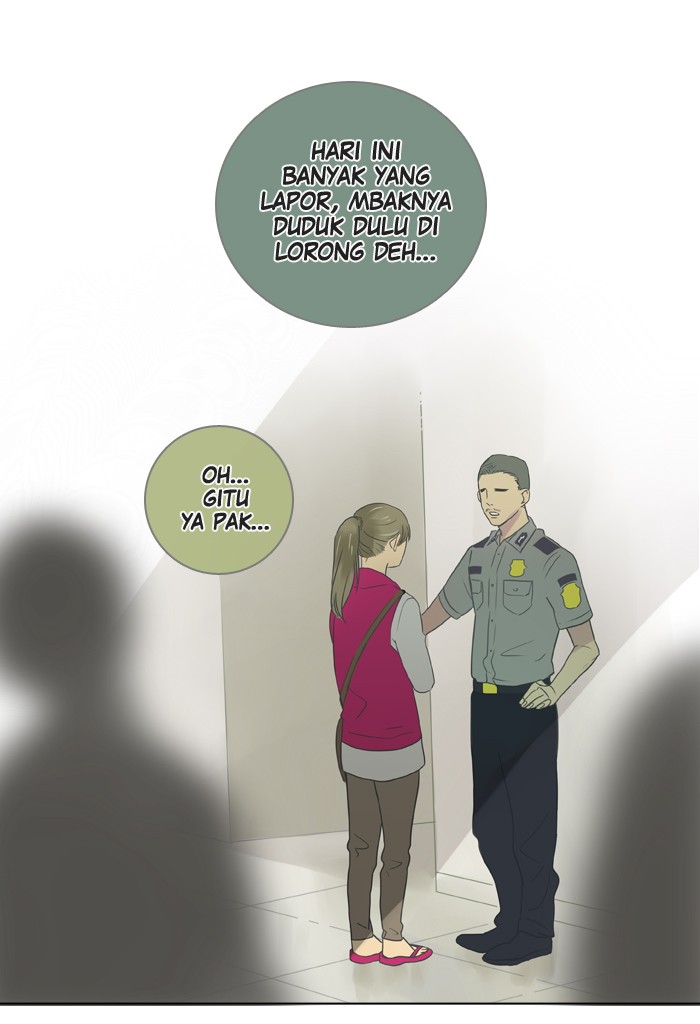 HARI INI
BANYAK YANG
LAPOR, MBAKNYA
DUDUK DULU DI
LORONG DEH...
OH...
GITU
YA PAK...